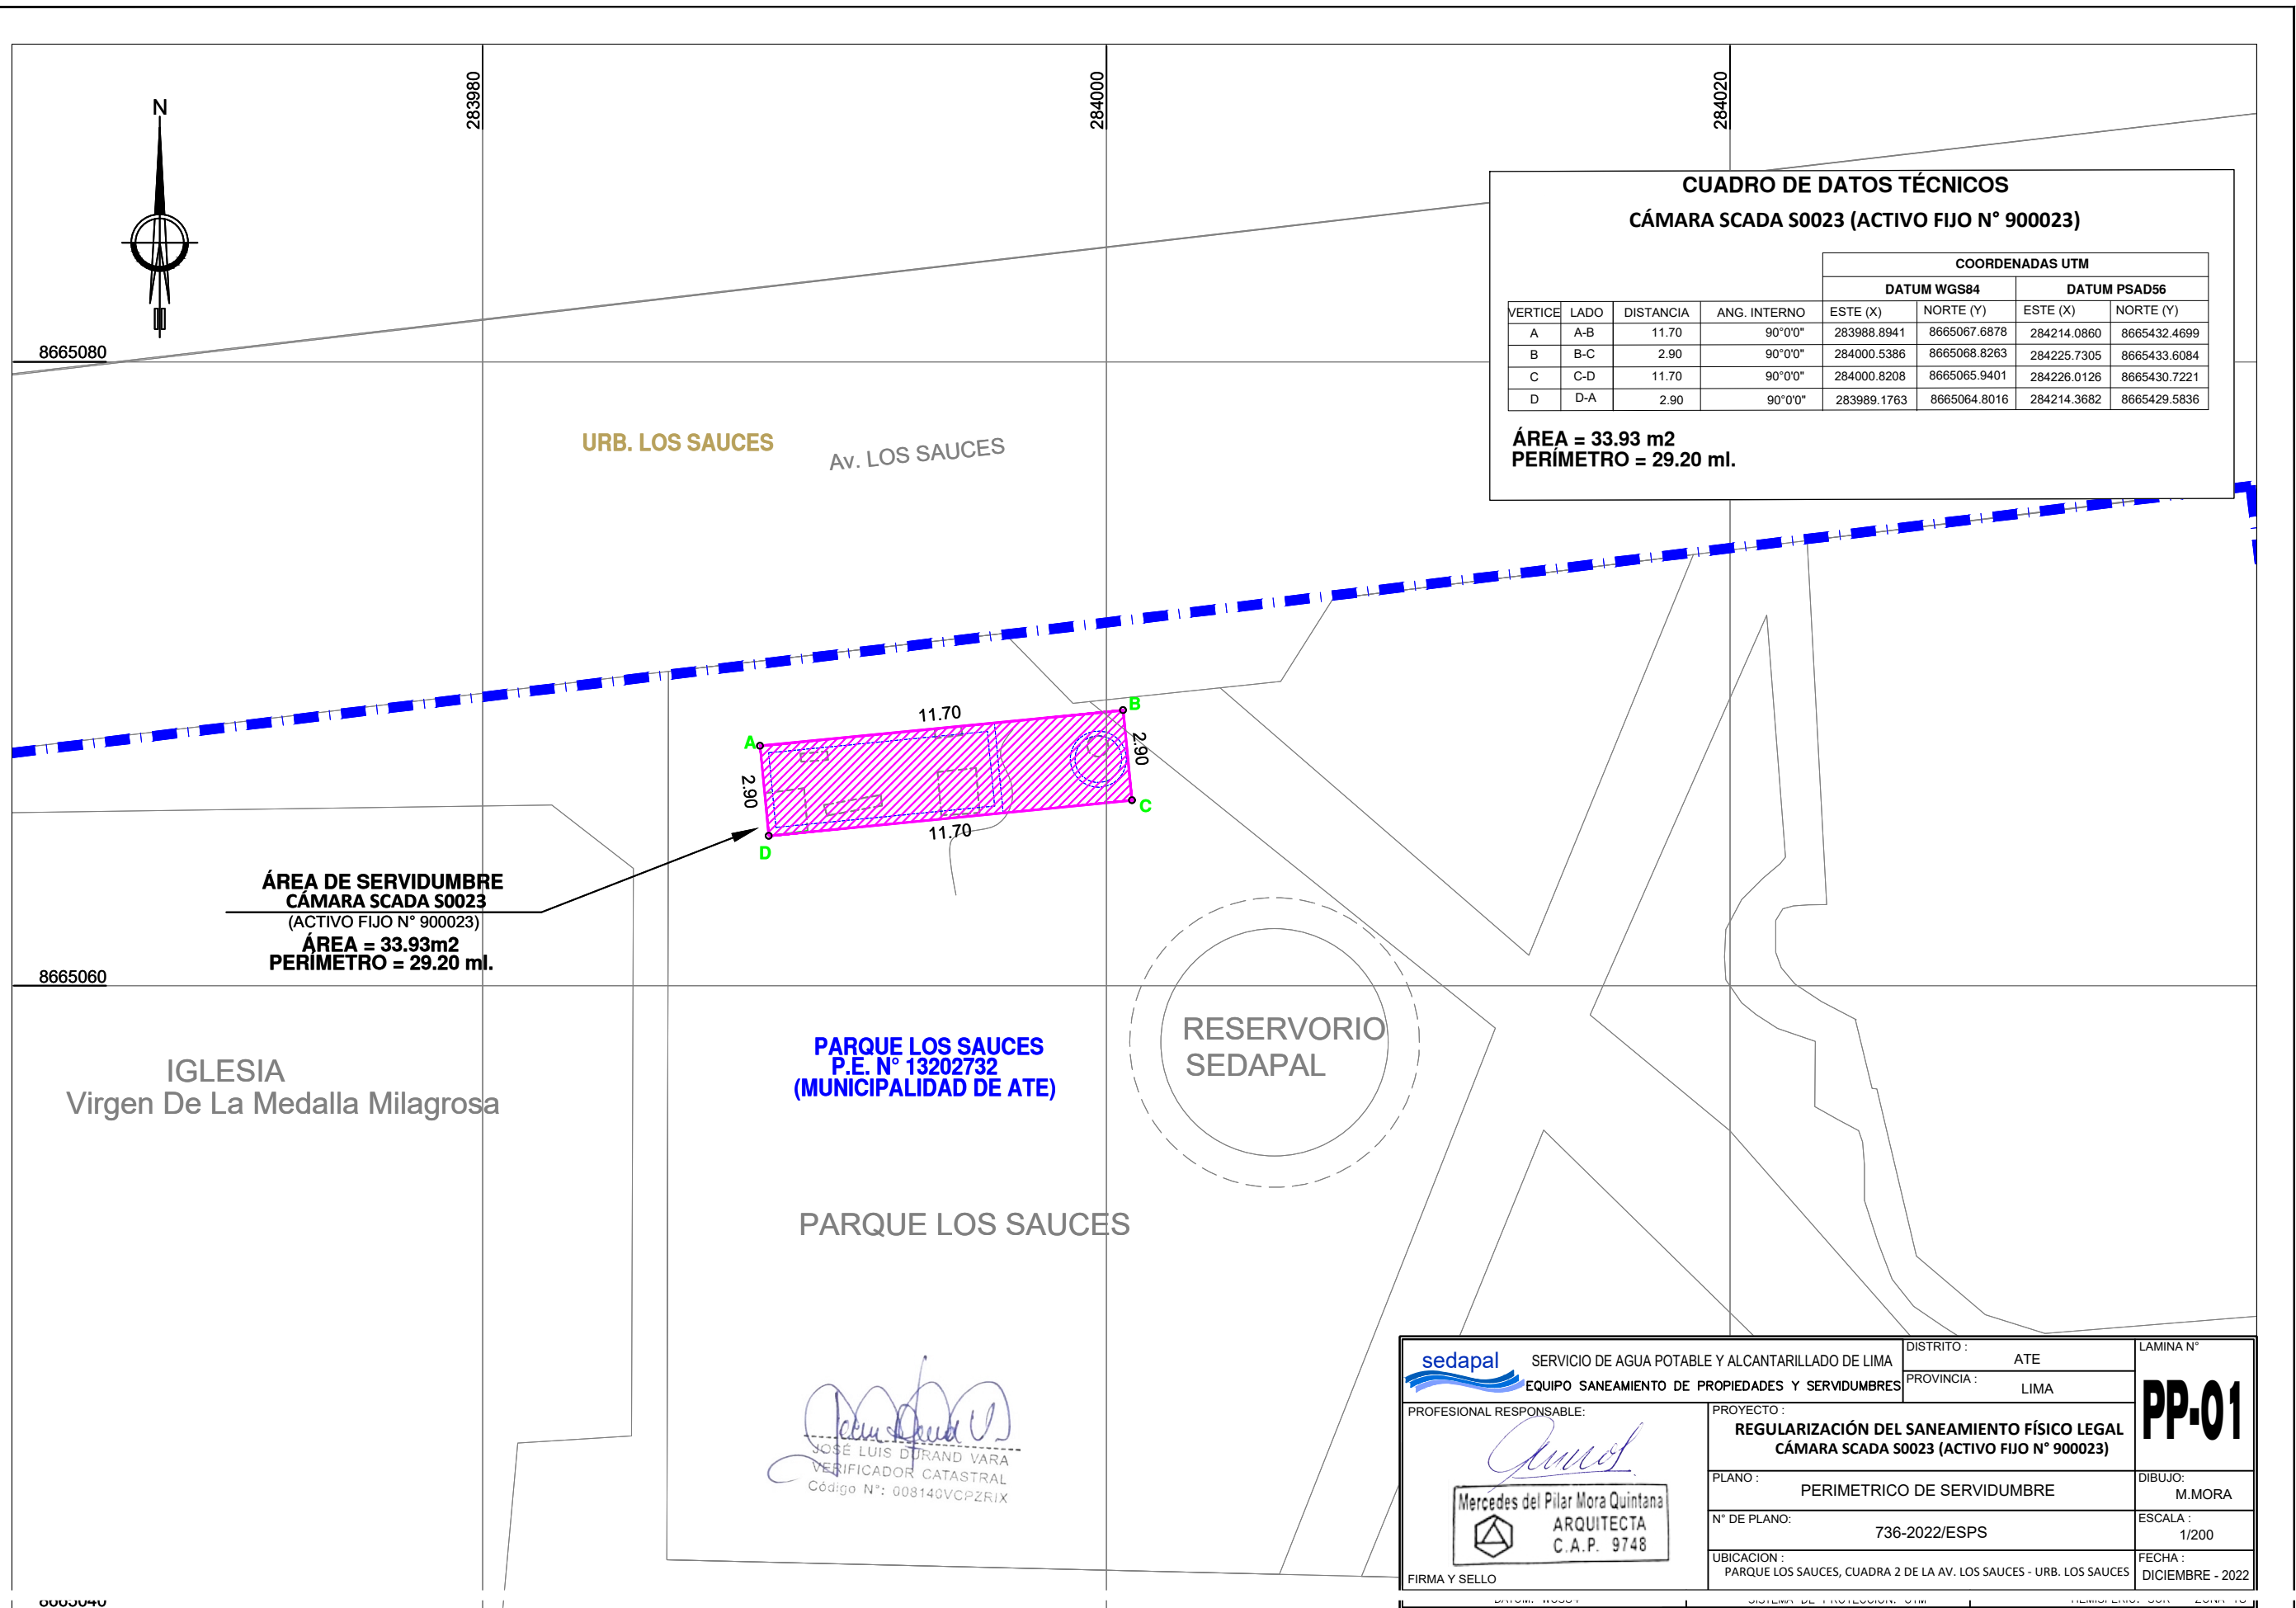 N
283980
284000
284020
CUADRO DE DATOS TÉCNICOS
CÁMARA SCADA S0023 (ACTIVO FIJO N° 900023)
COORDENADAS UTM
DATUM WGS84 DATUM PSAD56
VERTICE LADO DISTANCIA ANG. INTERNO ESTE (X) NORTE (Y) ESTE (X) NORTE (Y)
A A-B 11.70 90°0'0" 283988.8941 8665067.6878 284214.0860 8665432.4699
B B-C 2.90 90°0'0" 284000.5386 8665068.8263 284225.7305 8665433.6084
C C-D 11.70 90°0'0" 284000.8208 8665065.9401 284226.0126 8665430.7221
D D-A 2.90 90°0'0" 283989.1763 8665064.8016 284214.3682 8665429.5836
ÁREA = 33.93 m2
PERÍMETRO = 29.20 ml.
8665080
URB. LOS SAUCES
Av. LOS SAUCES
A
11.70
B
2.90
2.90
C
11.70
D
ÁREA DE SERVIDUMBRE
CÁMARA SCADA S0023
(ACTIVO FIJO N° 900023)
ÁREA = 33.93m2
PERÍMETRO = 29.20 ml.
8665060
IGLESIA
Virgen De La Medalla Milagrosa
PARQUE LOS SAUCES
P.E. N° 13202732
(MUNICIPALIDAD DE ATE)
RESERVORIO
SEDAPAL
PARQUE LOS SAUCES
JOSÉ LUIS DURAND VARA
VERIFICADOR CATASTRAL
Código N°: 008140VCPZRIX
sedapal
SERVICIO DE AGUA POTABLE Y ALCANTARILLADO DE LIMA
EQUIPO SANEAMIENTO DE PROPIEDADES Y SERVIDUMBRES
DISTRITO :
ATE
PROVINCIA :
LIMA
LAMINA N°
PP-01
PROFESIONAL RESPONSABLE:
Mercedes del Pilar Mora Quintana
ARQUITECTA
C.A.P. 9748
FIRMA Y SELLO
PROYECTO :
REGULARIZACIÓN DEL SANEAMIENTO FÍSICO LEGAL
CÁMARA SCADA S0023 (ACTIVO FIJO N° 900023)
PLANO :
PERIMETRICO DE SERVIDUMBRE
DIBUJO:
M.MORA
N° DE PLANO:
736-2022/ESPS
ESCALA :
1/200
UBICACION :
PARQUE LOS SAUCES, CUADRA 2 DE LA AV. LOS SAUCES - URB. LOS SAUCES
FECHA :
DICIEMBRE - 2022
8665040